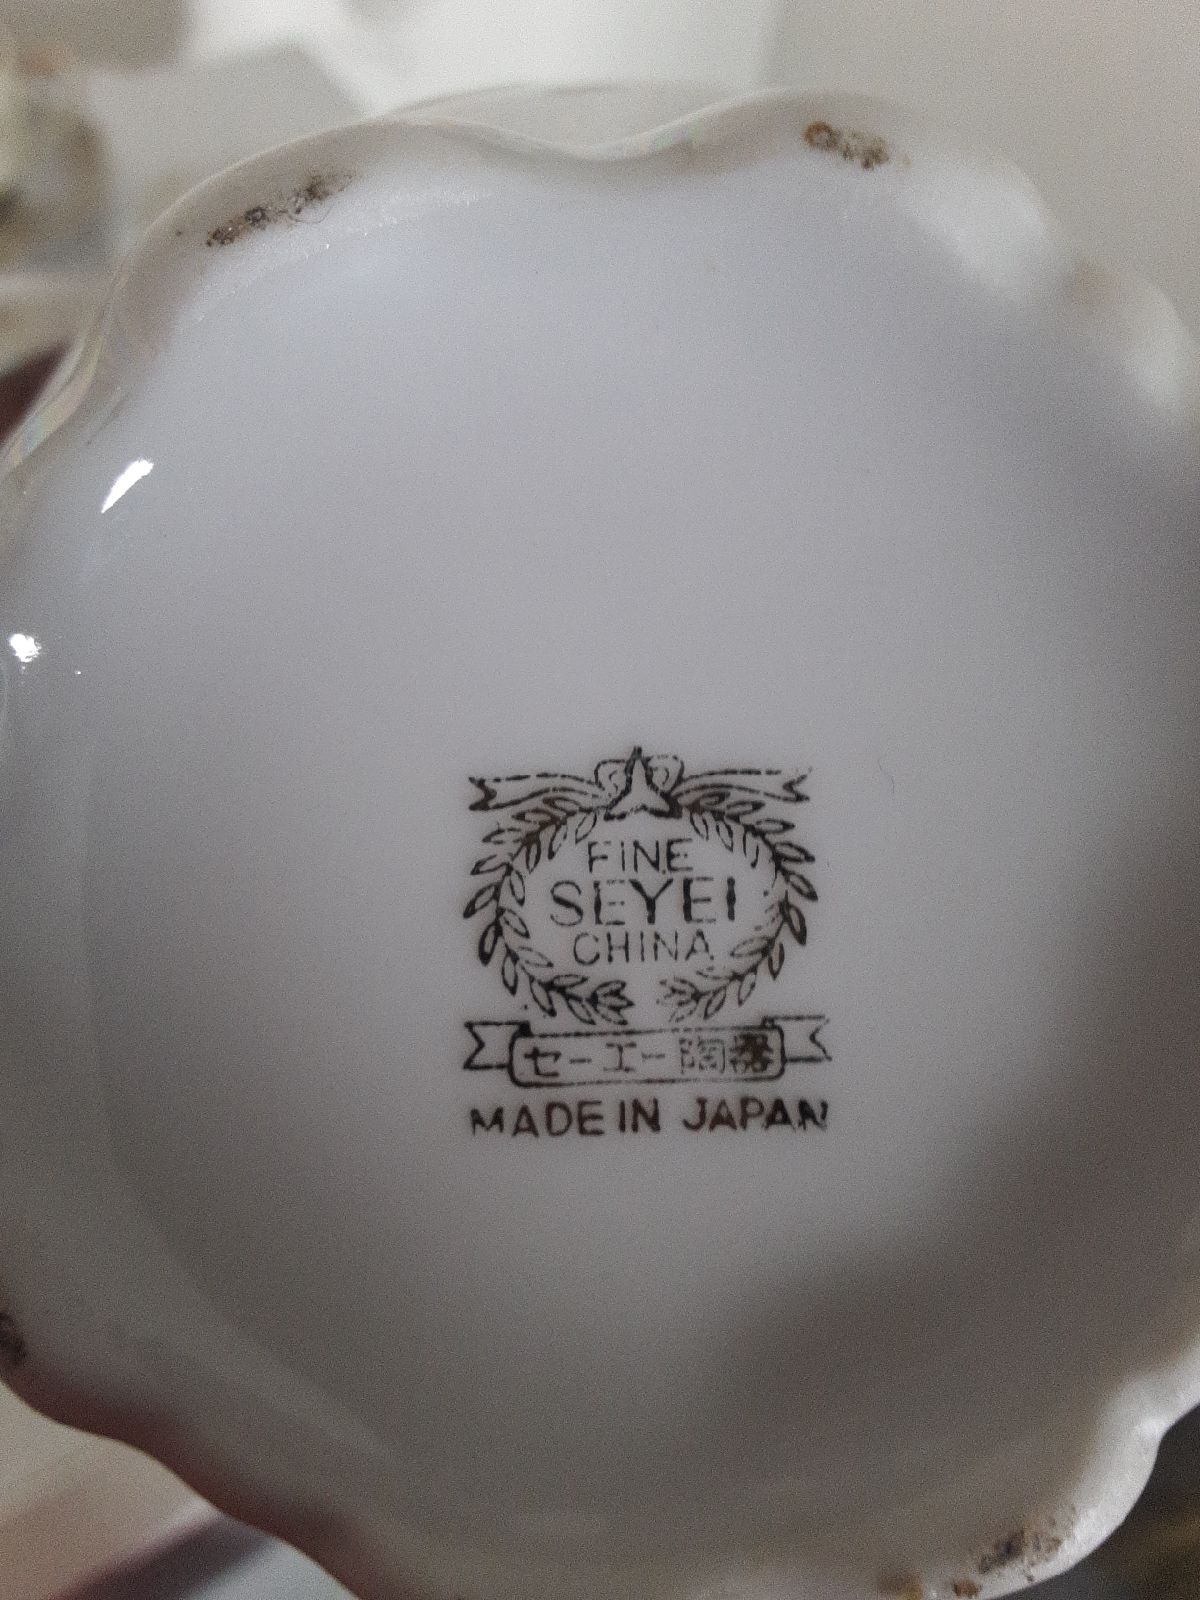 FINE
SEYEI
CHINA
セーエー陶器
MADE IN JAPAN